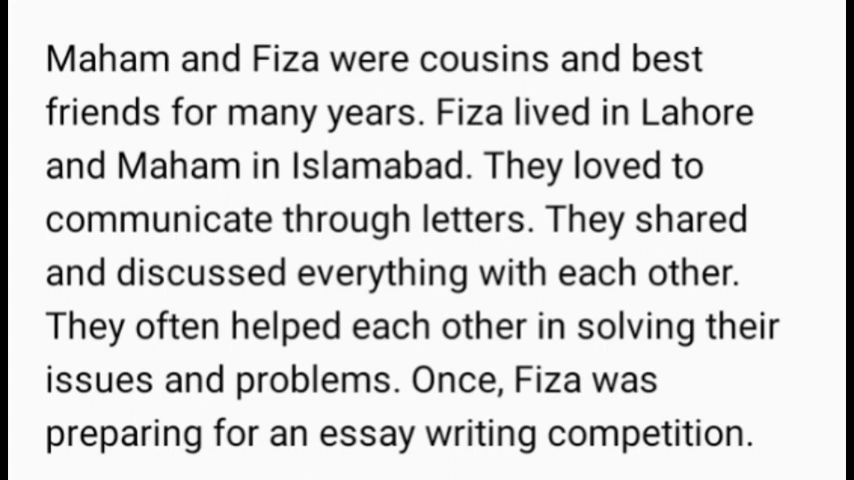 Maham and Fiza were cousins and best
friends for many years. Fiza lived in Lahore
and Maham in Islamabad. They loved to
communicate through letters. They shared
and discussed everything with each other.
They often helped each other in solving their
issues and problems. Once, Fiza was
preparing for an essay writing competition.